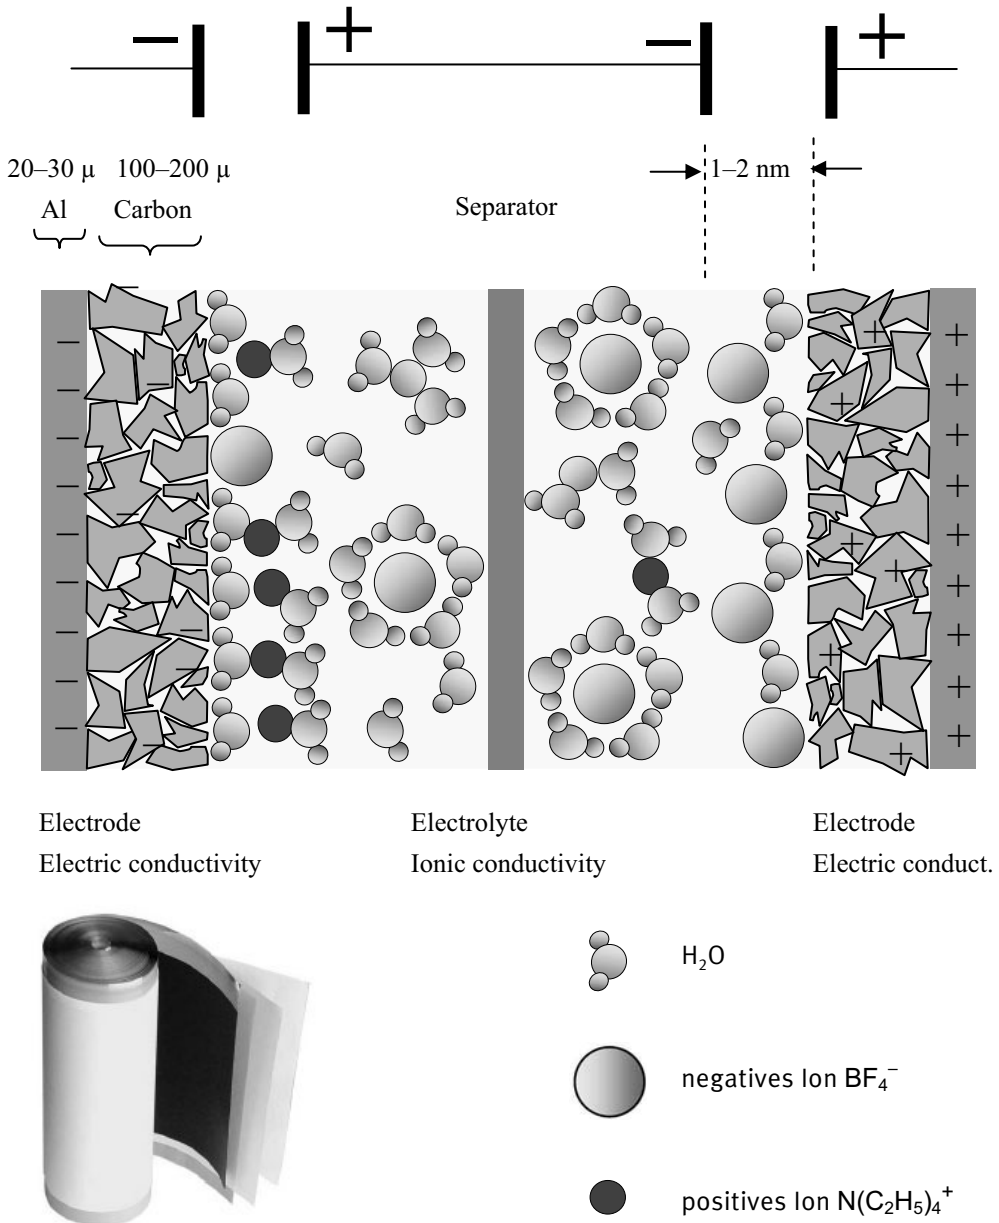 − + − +
20–30 µ 100–200 µ 1–2 nm
Al Carbon Separator
Electrode Electrolyte Electrode
Electric conductivity Ionic conductivity Electric conduct.
H₂O
negatives Ion BF₄⁻
positives Ion N(C₂H₅)₄⁺